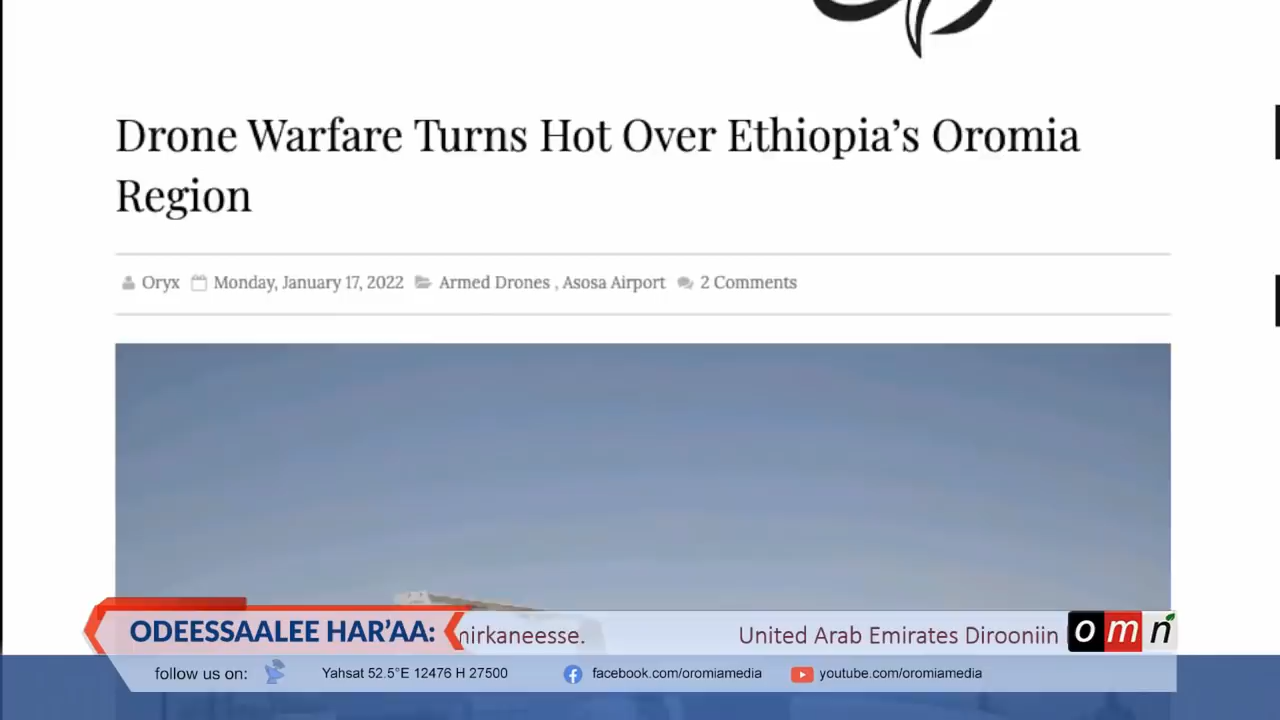 Drone Warfare Turns Hot Over Ethiopia’s Oromia
Region
Oryx Monday, January 17, 2022 Armed Drones , Asosa Airport 2 Comments
ODEESSAALEE HAR’AA: nirkaneesse. United Arab Emirates Dirooniin omn
follow us on: Yahsat 52.5°E 12476 H 27500 facebook.com/oromiamedia youtube.com/oromiamedia